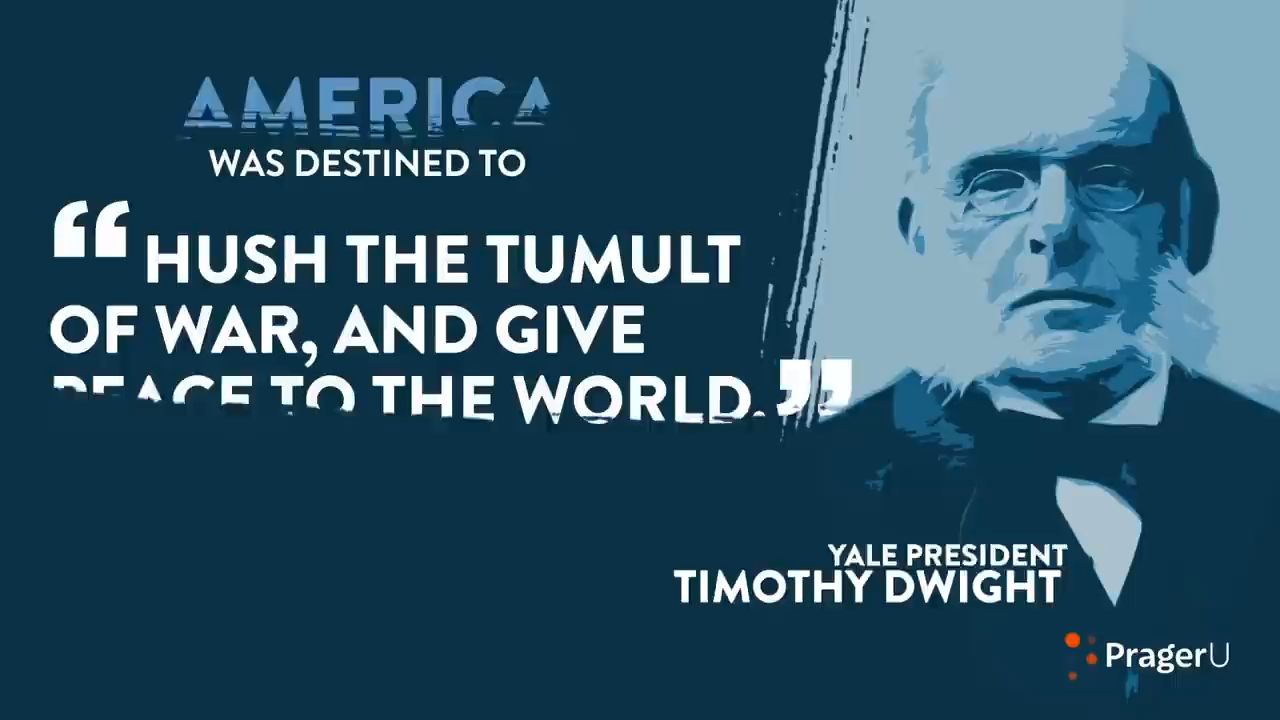 AMERICA
WAS DESTINED TO
“HUSH THE TUMULT
OF WAR, AND GIVE
PEACE TO THE WORLD.”
YALE PRESIDENT
TIMOTHY DWIGHT
PragerU